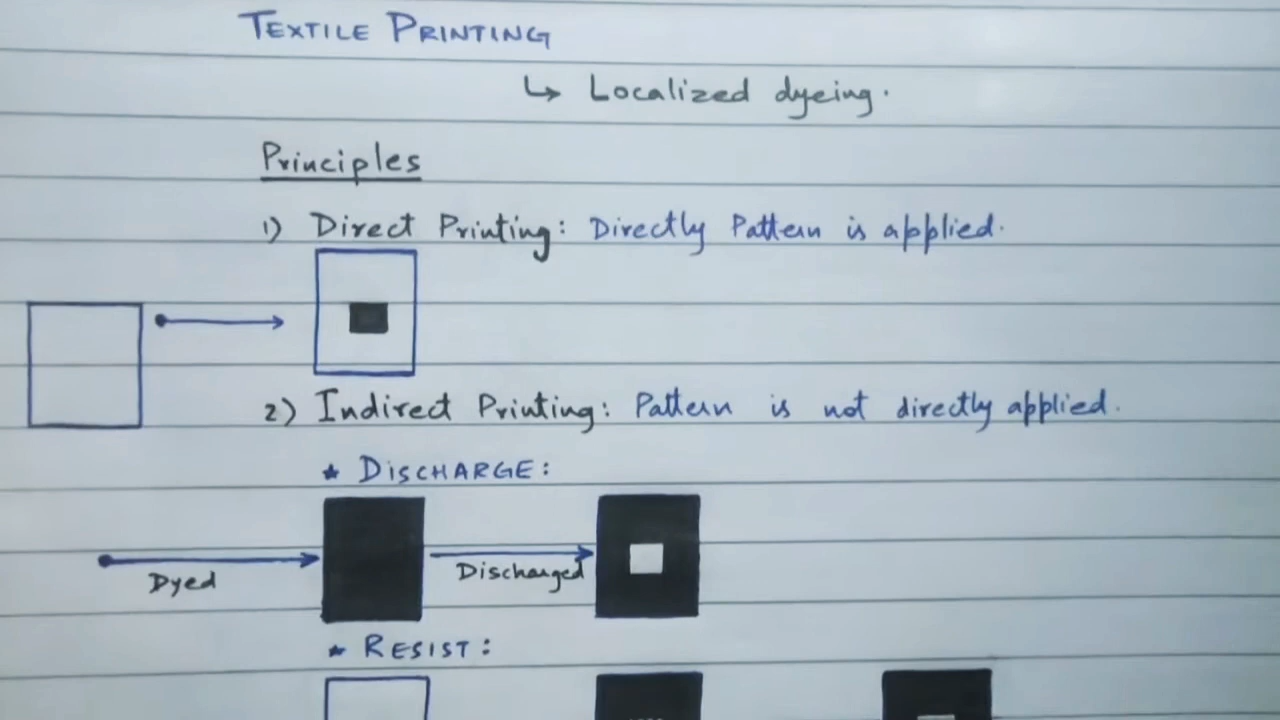 TEXTILE PRINTING
↳ Localized dyeing.
Principles
1) Direct Printing: Directly Pattern is applied.
2) Indirect Printing: Pattern is not directly applied.
* DISCHARGE:
Dyed
Discharged
* RESIST: